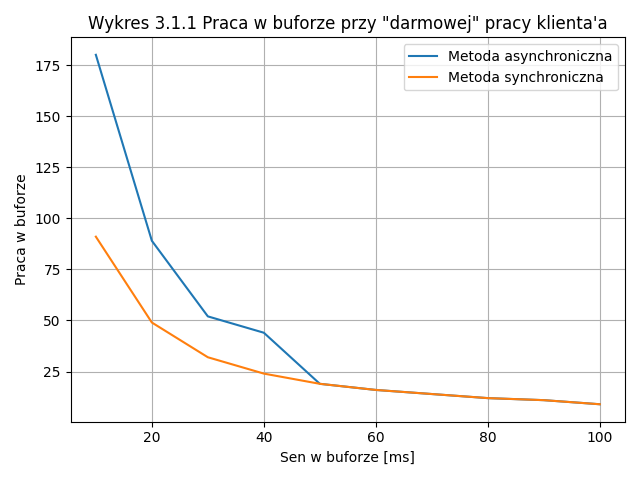 Wykres 3.1.1 Praca w buforze przy "darmowej" pracy klienta'a
Metoda asynchroniczna
Metoda synchroniczna
Praca w buforze
175
150
125
100
75
50
25
20 40 60 80 100
Sen w buforze [ms]